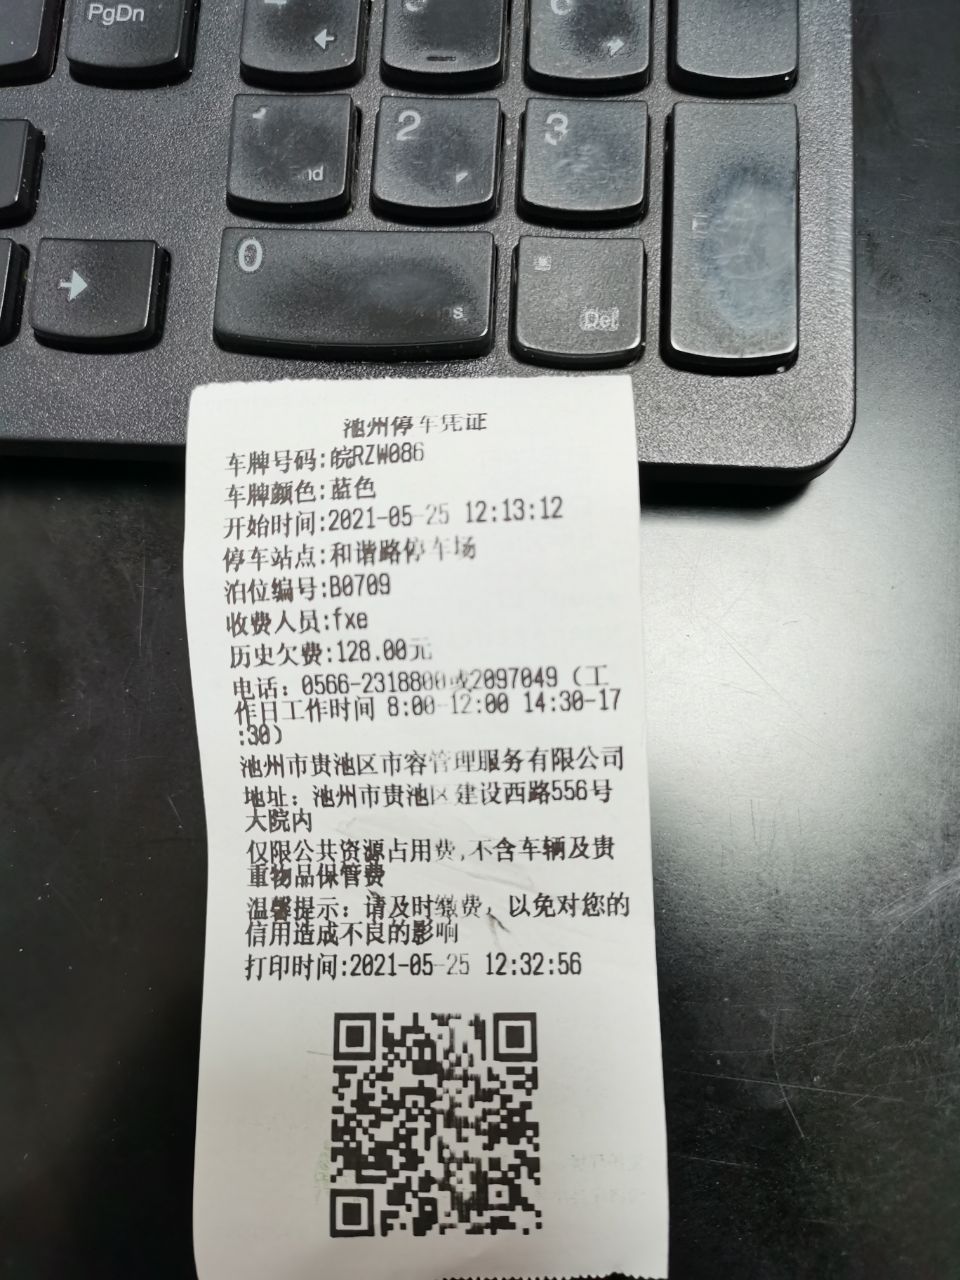 PgDn
2
3
0
Del
池州停车凭证
车牌号码:皖RZW086
车牌颜色:蓝色
开始时间:2021-05-25 12:13:12
停车站点:和谐路停车场
泊位编号:B0709
收费人员:fxe
历史欠费:128.00元
电话：0566-2318800或2097049（工
作日工作时间 8:00-12:00 14:30-17
:30）
池州市贵池区市容管理服务有限公司
地址：池州市贵池区建设西路556号
大院内
仅限公共资源占用费,不含车辆及贵
重物品保管费
温馨提示：请及时缴费，以免对您的
信用造成不良的影响
打印时间:2021-05-25 12:32:56